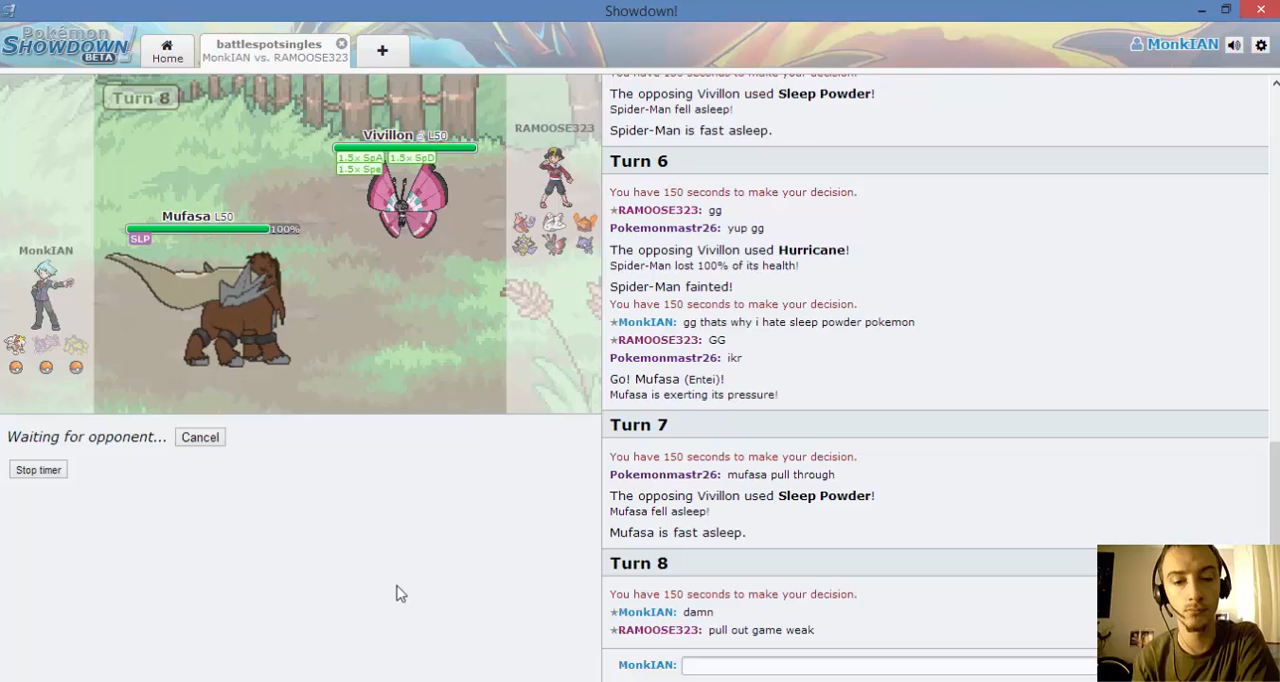 Showdown!
Pokémon
SHOWDOWN
BETA
Home
battlespotsingles
MonkIAN vs. RAMOOSE323
+
MonkIAN
Turn 8
Vivillon L50
1.5x SpA 1.5x SpD
1.5x Spe
RAMOOSE323
Mufasa L50
100%
SLP
MonkIAN
Waiting for opponent... Cancel
Stop timer
You have 150 seconds to make your decision.
The opposing Vivillon used Sleep Powder!
Spider-Man fell asleep!
Spider-Man is fast asleep.
Turn 6
You have 150 seconds to make your decision.
★RAMOOSE323: gg
Pokemonmastr26: yup gg
The opposing Vivillon used Hurricane!
Spider-Man lost 100% of its health!
Spider-Man fainted!
You have 150 seconds to make your decision.
★MonkIAN: gg thats why i hate sleep powder pokemon
★RAMOOSE323: GG
Pokemonmastr26: ikr
Go! Mufasa (Entei)!
Mufasa is exerting its pressure!
Turn 7
You have 150 seconds to make your decision.
Pokemonmastr26: mufasa pull through
The opposing Vivillon used Sleep Powder!
Mufasa fell asleep!
Mufasa is fast asleep.
Turn 8
You have 150 seconds to make your decision.
★MonkIAN: damn
★RAMOOSE323: pull out game weak
MonkIAN: